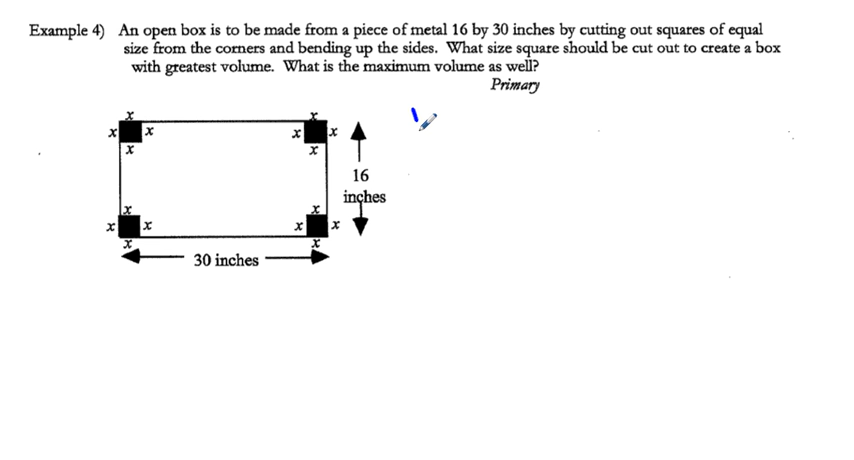 Example 4) An open box is to be made from a piece of metal 16 by 30 inches by cutting out squares of equal
size from the corners and bending up the sides. What size square should be cut out to create a box
with greatest volume. What is the maximum volume as well?
Primary
x x
x x x x
x x
16
inches
x x
x x x x
x x
30 inches